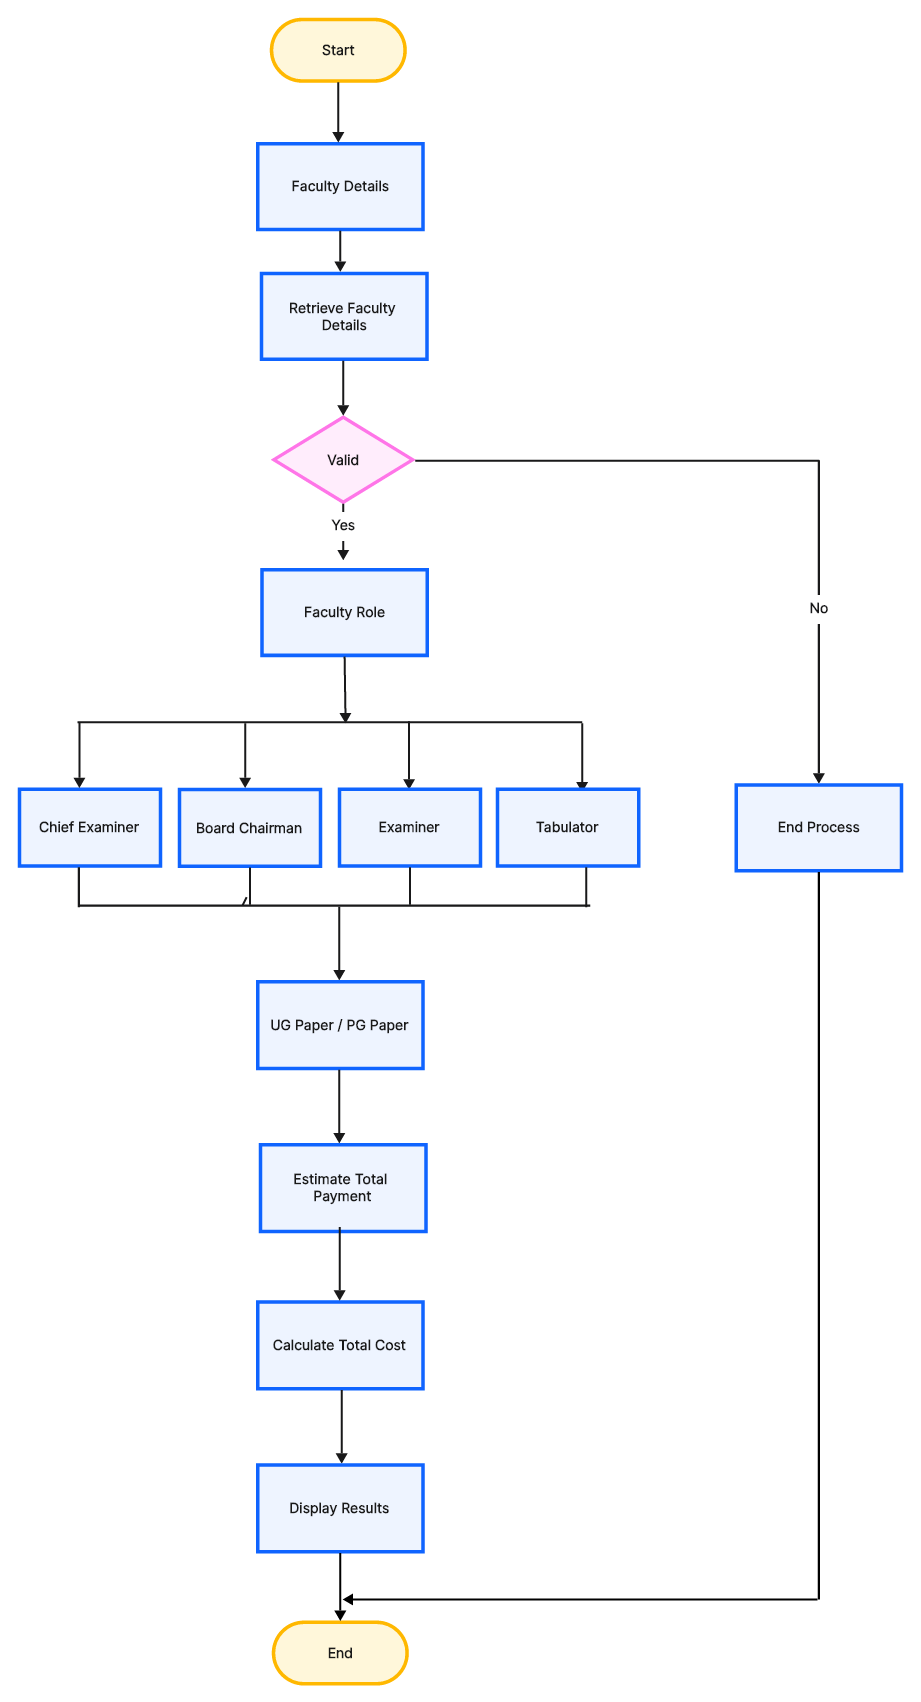 Start
Faculty Details
Retrieve Faculty
Details
Valid
Yes
Faculty Role
No
Chief Examiner
Board Chairman
Examiner
Tabulator
End Process
UG Paper / PG Paper
Estimate Total
Payment
Calculate Total Cost
Display Results
End